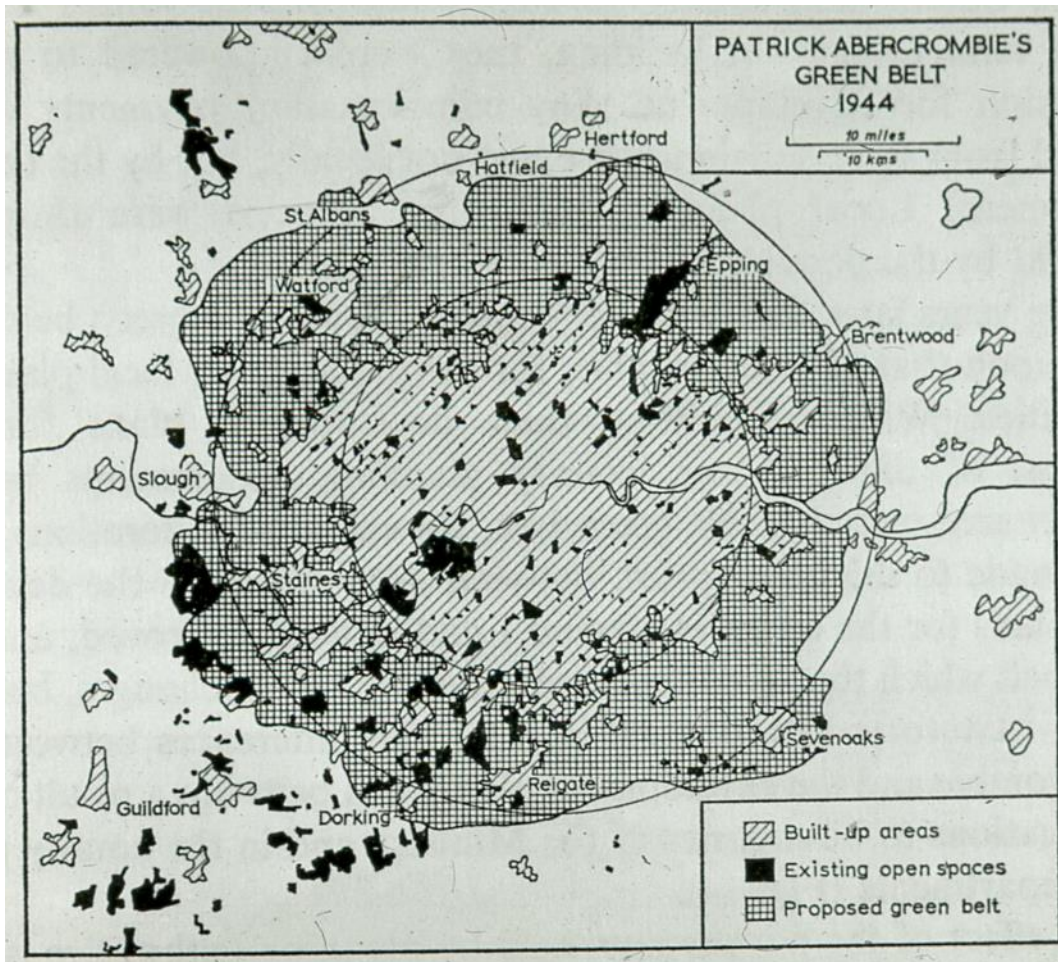 PATRICK ABERCROMBIE'S
GREEN BELT
1944
10 miles
10 kms
Hertford
Hatfield
St.Albans
Epping
Watford
Brentwood
Slough
Staines
Sevenoaks
Reigate
Guildford
Dorking
Built-up areas
Existing open spaces
Proposed green belt